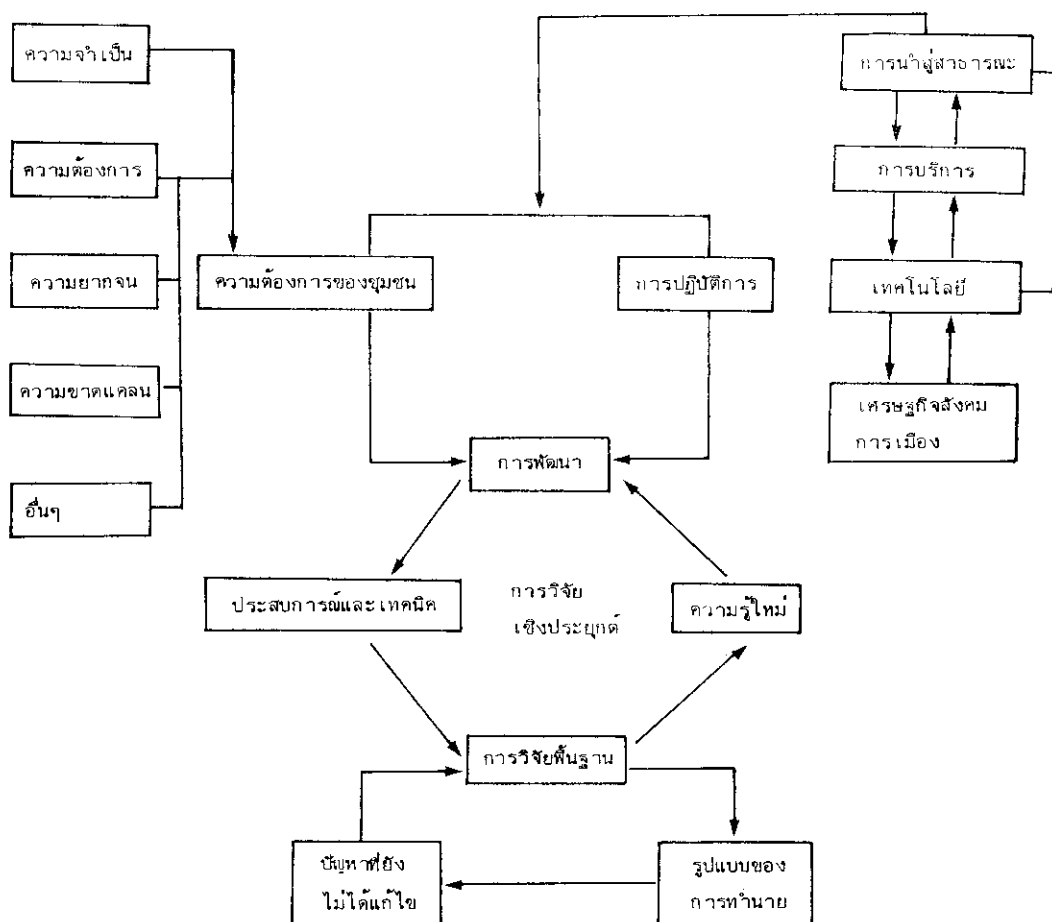 ความจำเป็น
การนำสู่สาธารณะ
ความต้องการ
การบริการ
ความยากจน
ความต้องการของชุมชน
การปฏิบัติการ
เทคโนโลยี
ความขาดแคลน
เศรษฐกิจสังคม
การเมือง
การพัฒนา
อื่นๆ
ประสบการณ์และเทคนิค
การวิจัย
เชิงประยุกต์
ความรู้ใหม่
การวิจัยพื้นฐาน
ปัญหาที่ยัง
ไม่ได้แก้ไข
รูปแบบของ
การทำนาย